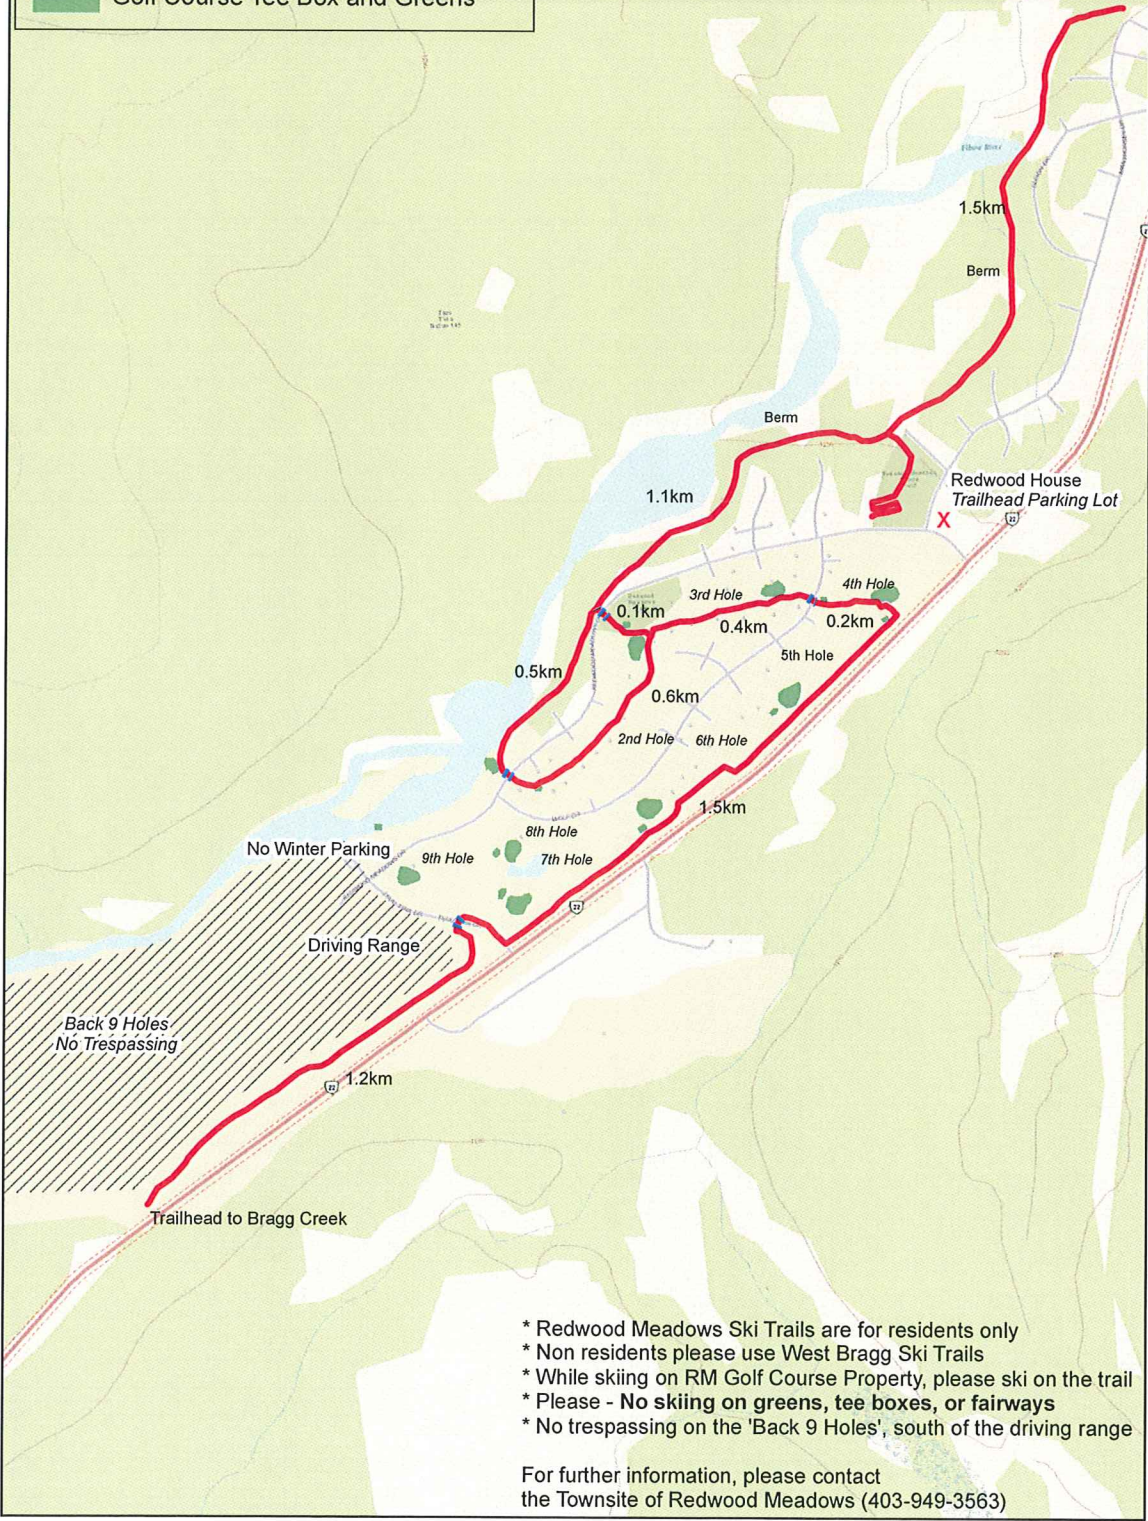 Golf Course Tee Box and Greens
Elbow River
1.5km
Berm
Berm
Redwood House
Trailhead Parking Lot
X
22
1.1km
3rd Hole
4th Hole
0.1km
0.4km
0.2km
5th Hole
0.5km
0.6km
2nd Hole
6th Hole
1.5km
8th Hole
No Winter Parking
9th Hole
7th Hole
22
Driving Range
Back 9 Holes
No Trespassing
22
1.2km
Trailhead to Bragg Creek
* Redwood Meadows Ski Trails are for residents only
* Non residents please use West Bragg Ski Trails
* While skiing on RM Golf Course Property, please ski on the trail
* Please - No skiing on greens, tee boxes, or fairways
* No trespassing on the 'Back 9 Holes', south of the driving range
For further information, please contact
the Townsite of Redwood Meadows (403-949-3563)